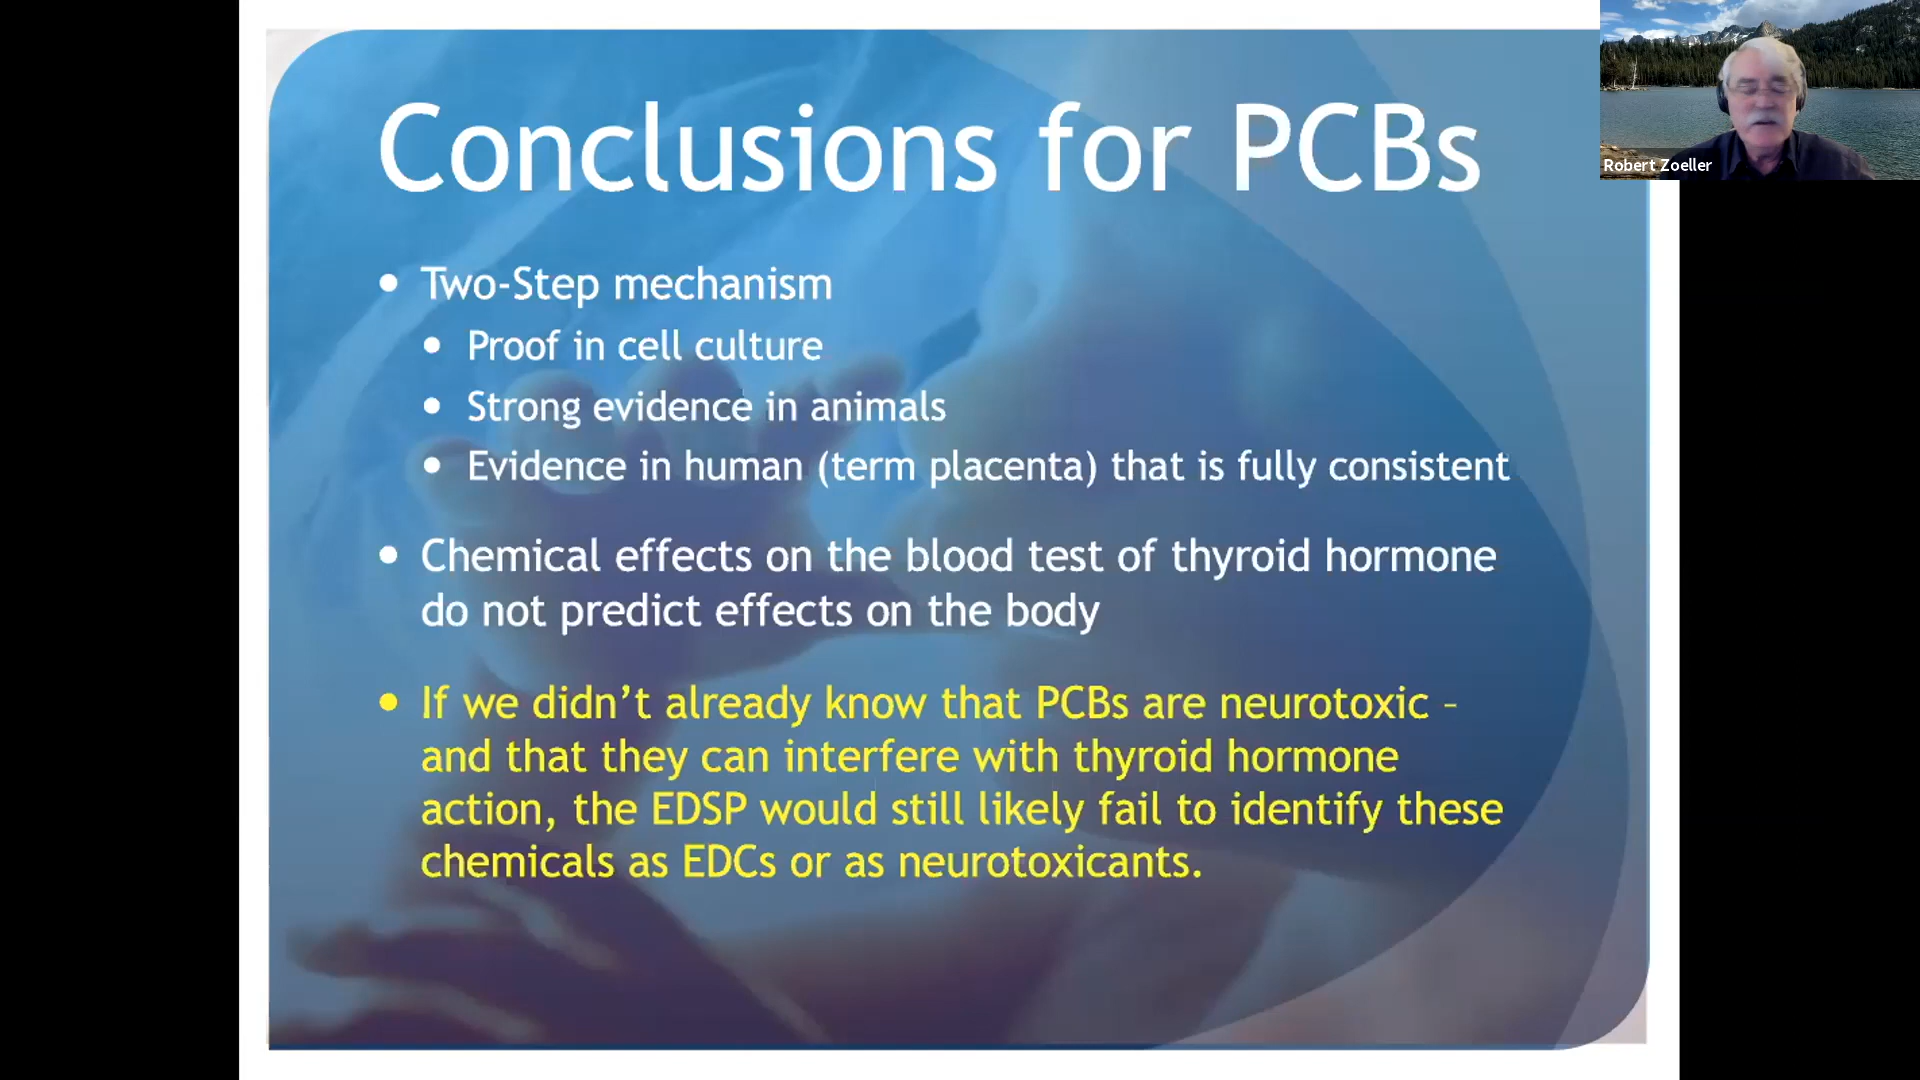 Conclusions for PCBs
Robert Zoeller
• Two-Step mechanism
• Proof in cell culture
• Strong evidence in animals
• Evidence in human (term placenta) that is fully consistent
• Chemical effects on the blood test of thyroid hormone
do not predict effects on the body
• If we didn’t already know that PCBs are neurotoxic –
and that they can interfere with thyroid hormone
action, the EDSP would still likely fail to identify these
chemicals as EDCs or as neurotoxicants.